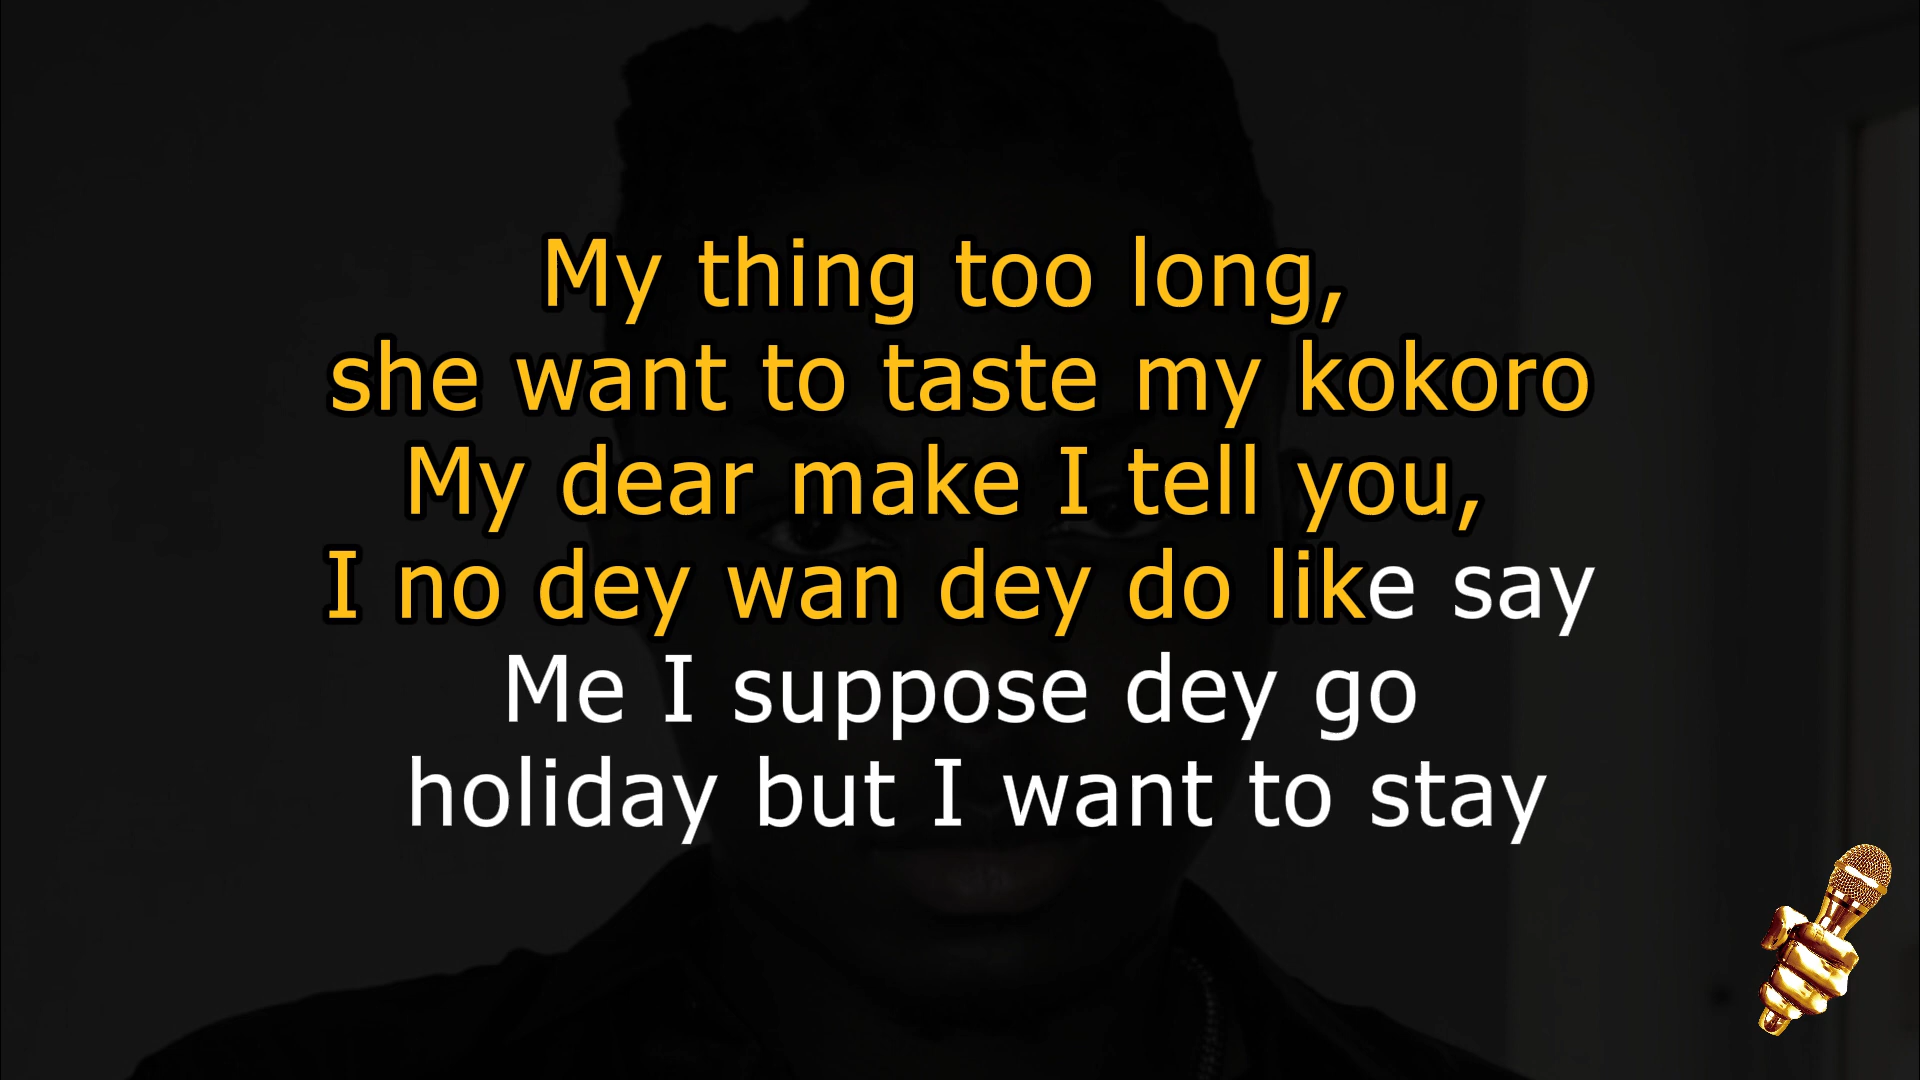 My thing too long,
she want to taste my kokoro
My dear make I tell you,
I no dey wan dey do like say
Me I suppose dey go
holiday but I want to stay